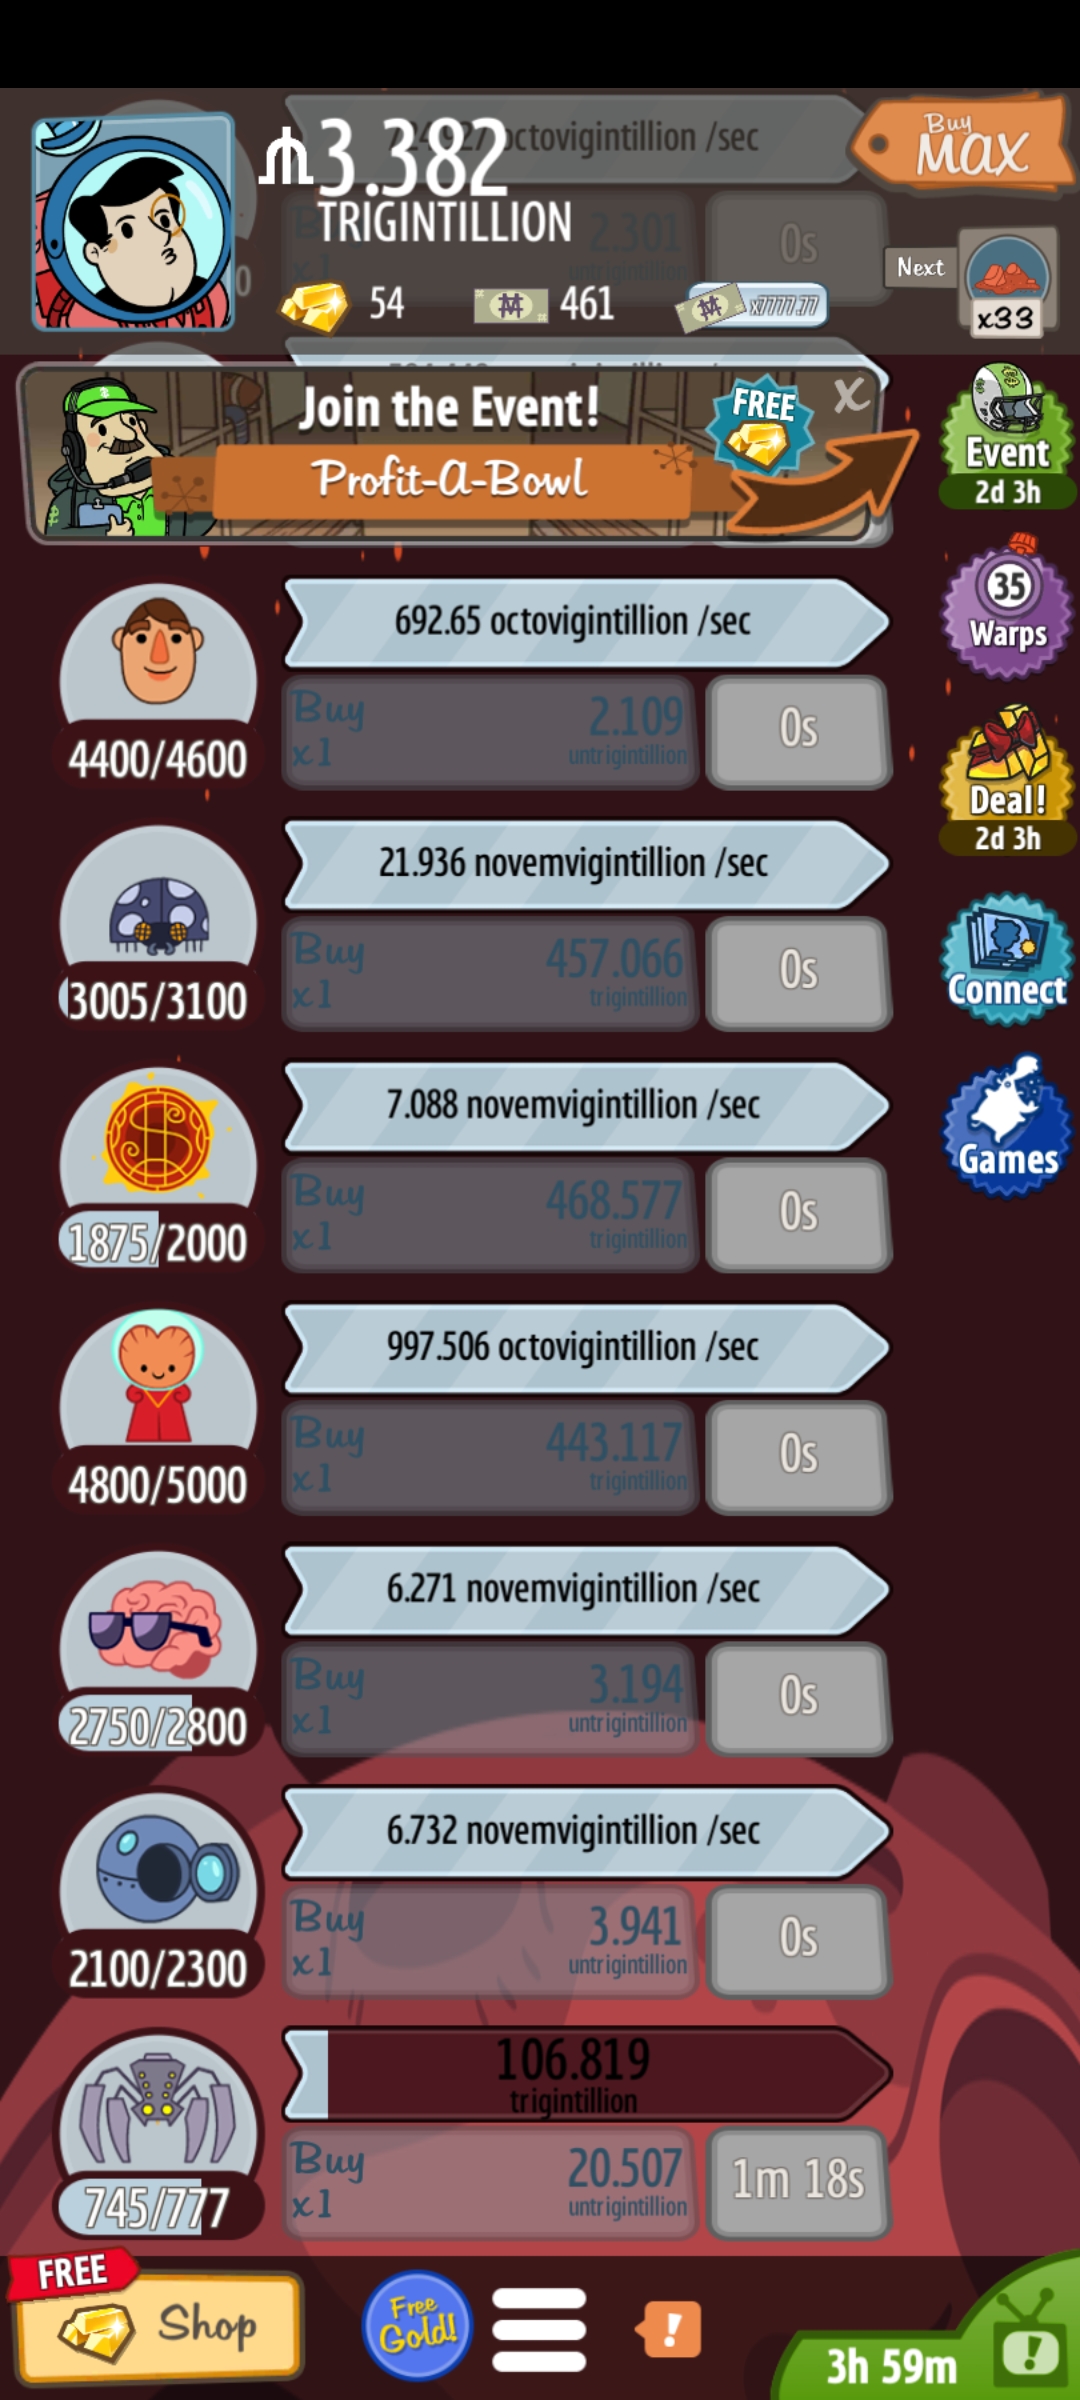 octovigintillion /sec
Buy
MAX
3.382
TRIGINTILLION
2.301
untrigintillion
x1
0s
Next
x33
54
461
x7777.77
Join the Event!
FREE
X
Profit-A-Bowl
Event
2d 3h
692.65 octovigintillion /sec
35
Warps
Buy
x1
2.109
untrigintillion
0s
4400/4600
Deal!
2d 3h
21.936 novemvigintillion /sec
Buy
x1
457.066
trigintillion
0s
3005/3100
Connect
7.088 novemvigintillion /sec
Games
Buy
x1
468.577
trigintillion
0s
1875/2000
997.506 octovigintillion /sec
Buy
x1
443.117
trigintillion
0s
4800/5000
6.271 novemvigintillion /sec
Buy
x1
3.194
untrigintillion
0s
2750/2800
6.732 novemvigintillion /sec
Buy
x1
3.941
untrigintillion
0s
2100/2300
106.819
trigintillion
Buy
x1
20.507
untrigintillion
1m 18s
745/777
FREE
Shop
Free
Gold!
!
3h 59m
!